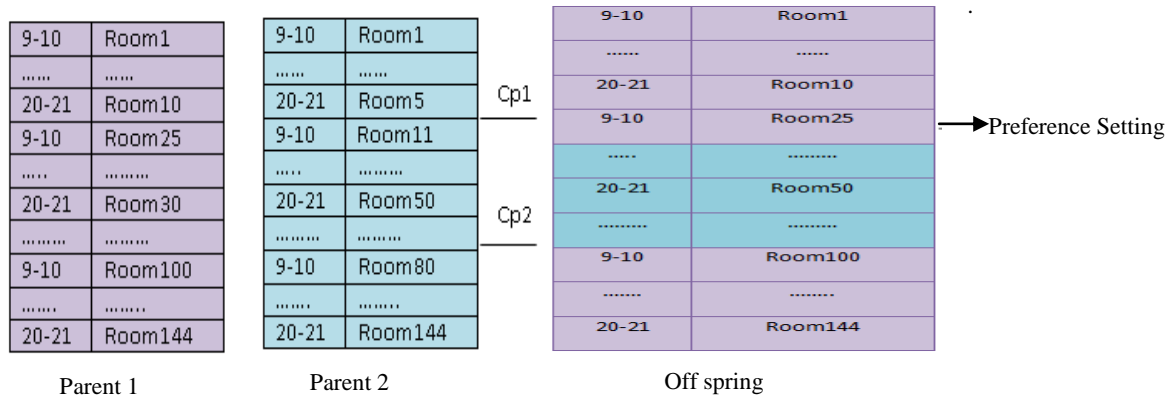 9-10 Room1
...... ......
20-21 Room10
9-10 Room25
..... .........
20-21 Room30
......... .........
9-10 Room100
....... ........
20-21 Room144
Parent 1
9-10 Room1
...... ......
20-21 Room5
9-10 Room11
..... .........
20-21 Room50
......... .........
9-10 Room80
....... ........
20-21 Room144
Parent 2
Cp1
Cp2
9-10 Room1
...... ......
20-21 Room10
9-10 Room25
..... .........
20-21 Room50
......... .........
9-10 Room100
....... ........
20-21 Room144
Off spring
.
Preference Setting